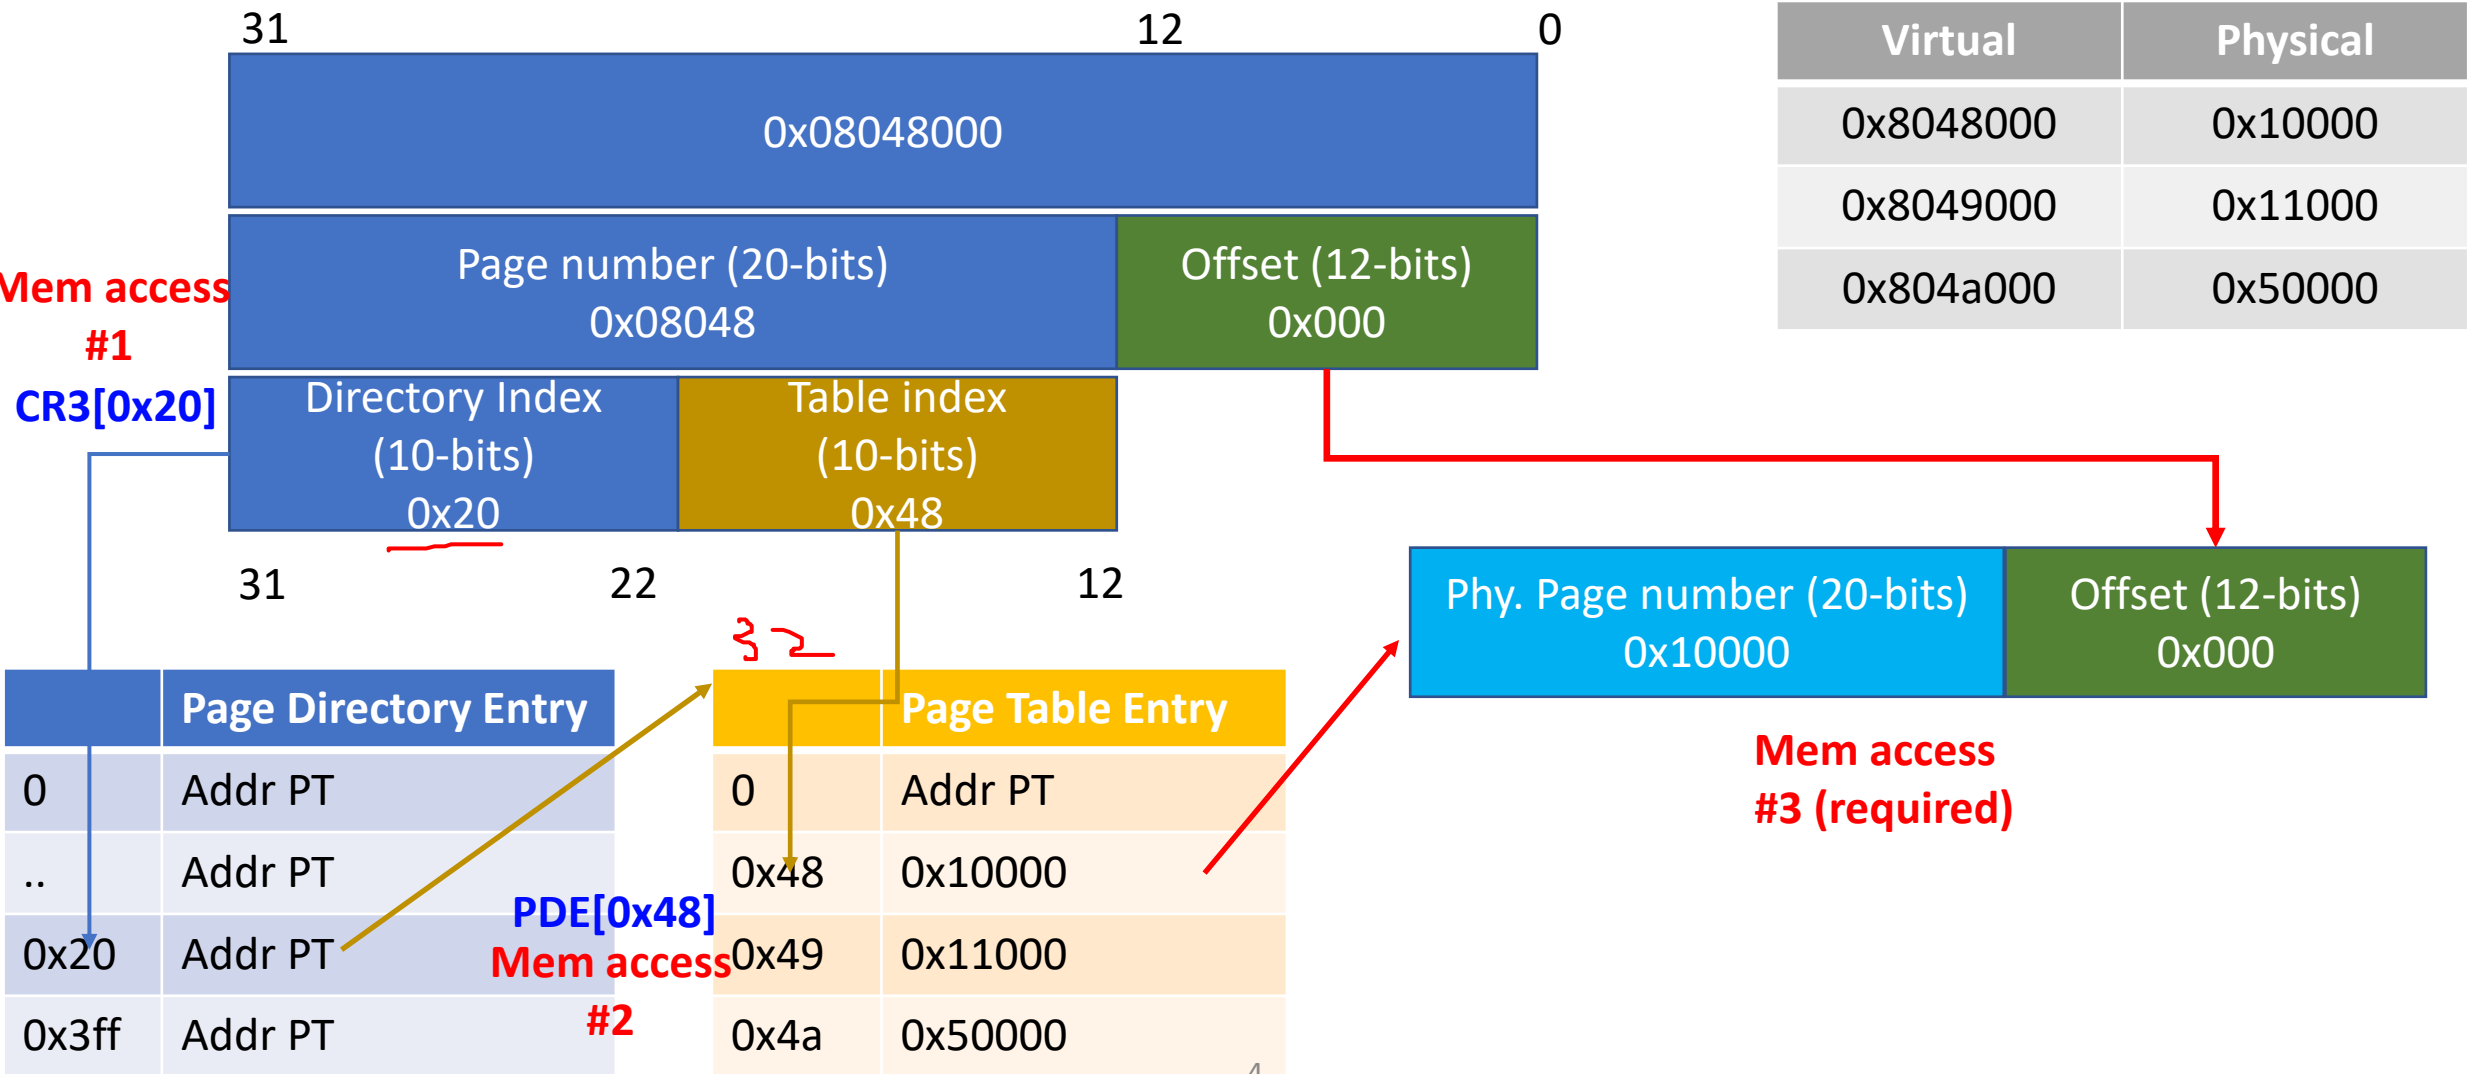 31 12 0
0x08048000
Page number (20-bits)
0x08048
Offset (12-bits)
0x000
Mem access
#1
CR3[0x20]
Directory Index
(10-bits)
0x20
Table index
(10-bits)
0x48
31 22 12
Virtual Physical
0x8048000 0x10000
0x8049000 0x11000
0x804a000 0x50000
32
Page Directory Entry
0 Addr PT
.. Addr PT
0x20 Addr PT
0x3ff Addr PT
PDE[0x48]
Mem access
#2
Page Table Entry
0 Addr PT
0x48 0x10000
0x49 0x11000
0x4a 0x50000
Phy. Page number (20-bits)
0x10000
Offset (12-bits)
0x000
Mem access
#3 (required)